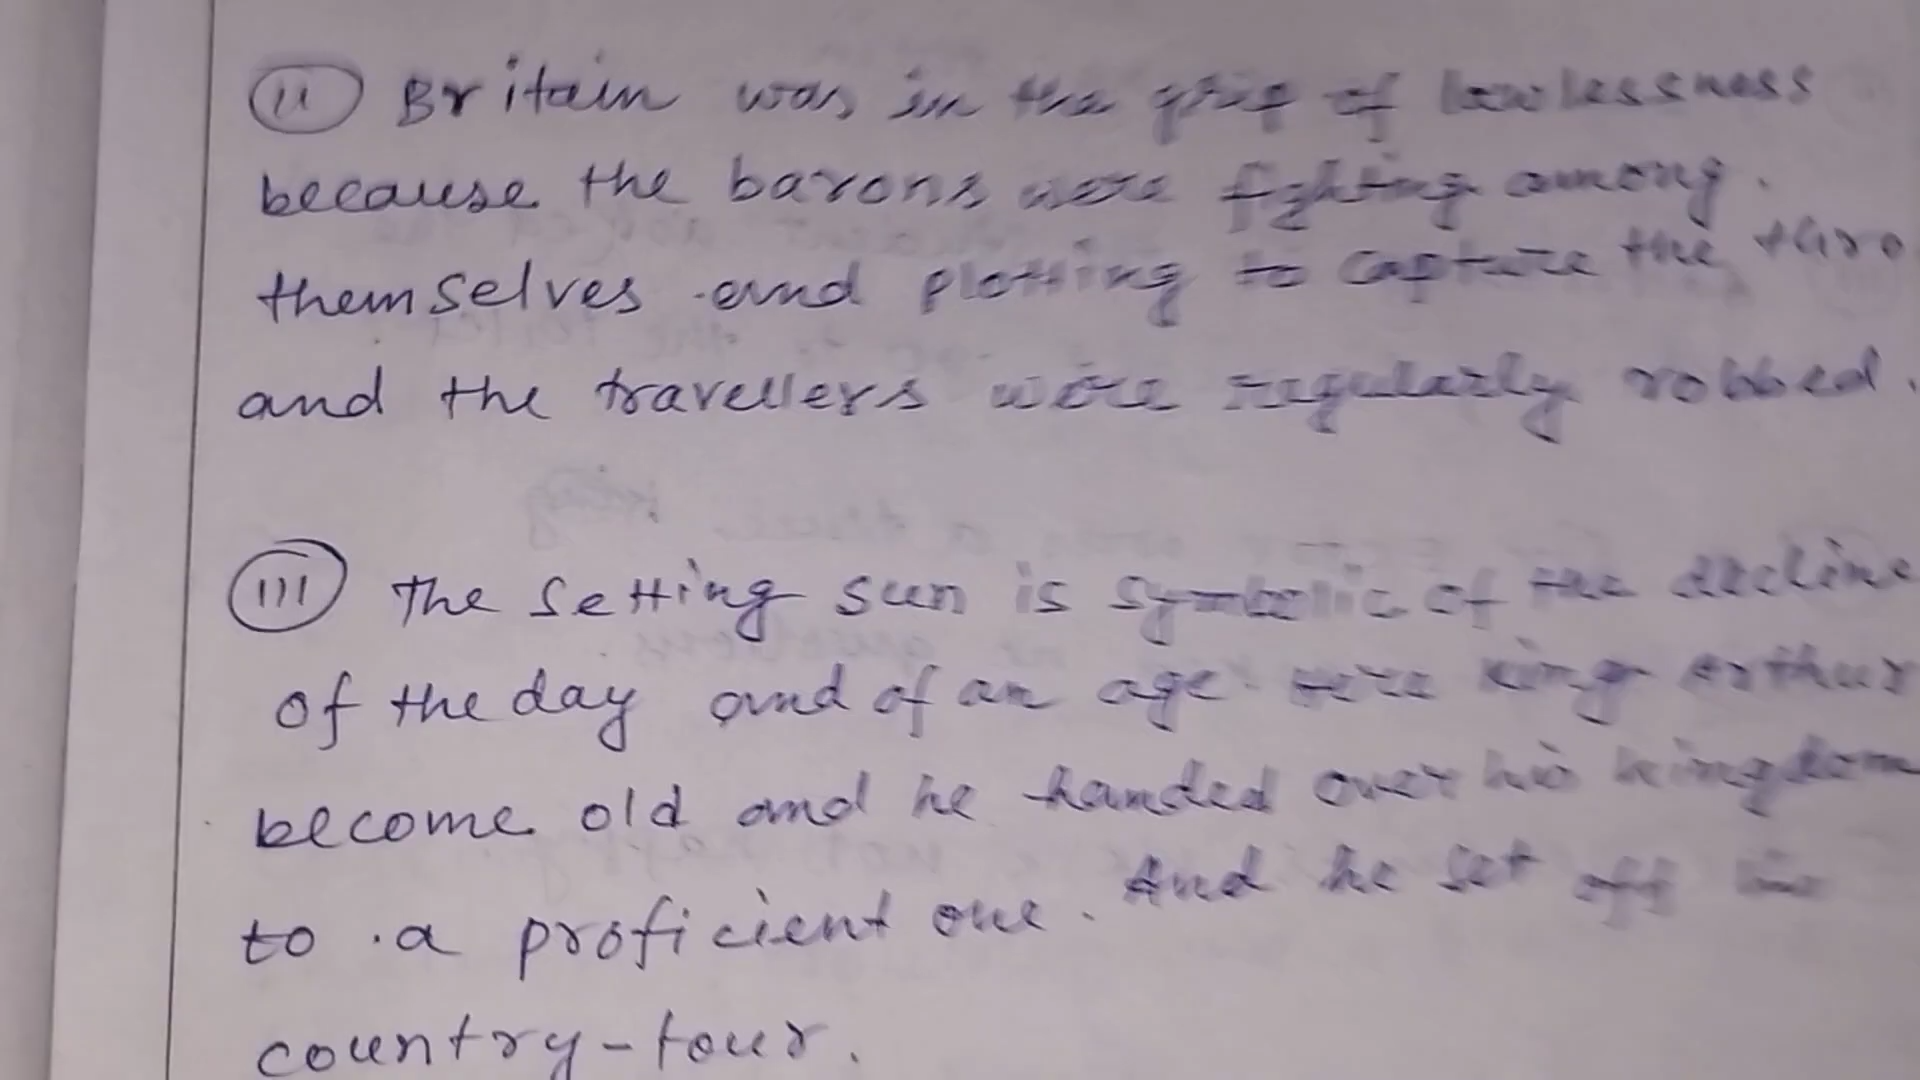 (ii) Britain was in the grip of lawlessness
because the barons were fighting among.
themselves and plotting to capture the thro
and the travellers were regularly robbed.
(iii) The setting sun is symbolic of the decline
of the day and of an age. king Arthur
become old and he handed over his kingdom
to a proficient one. And he set off
country-tour.